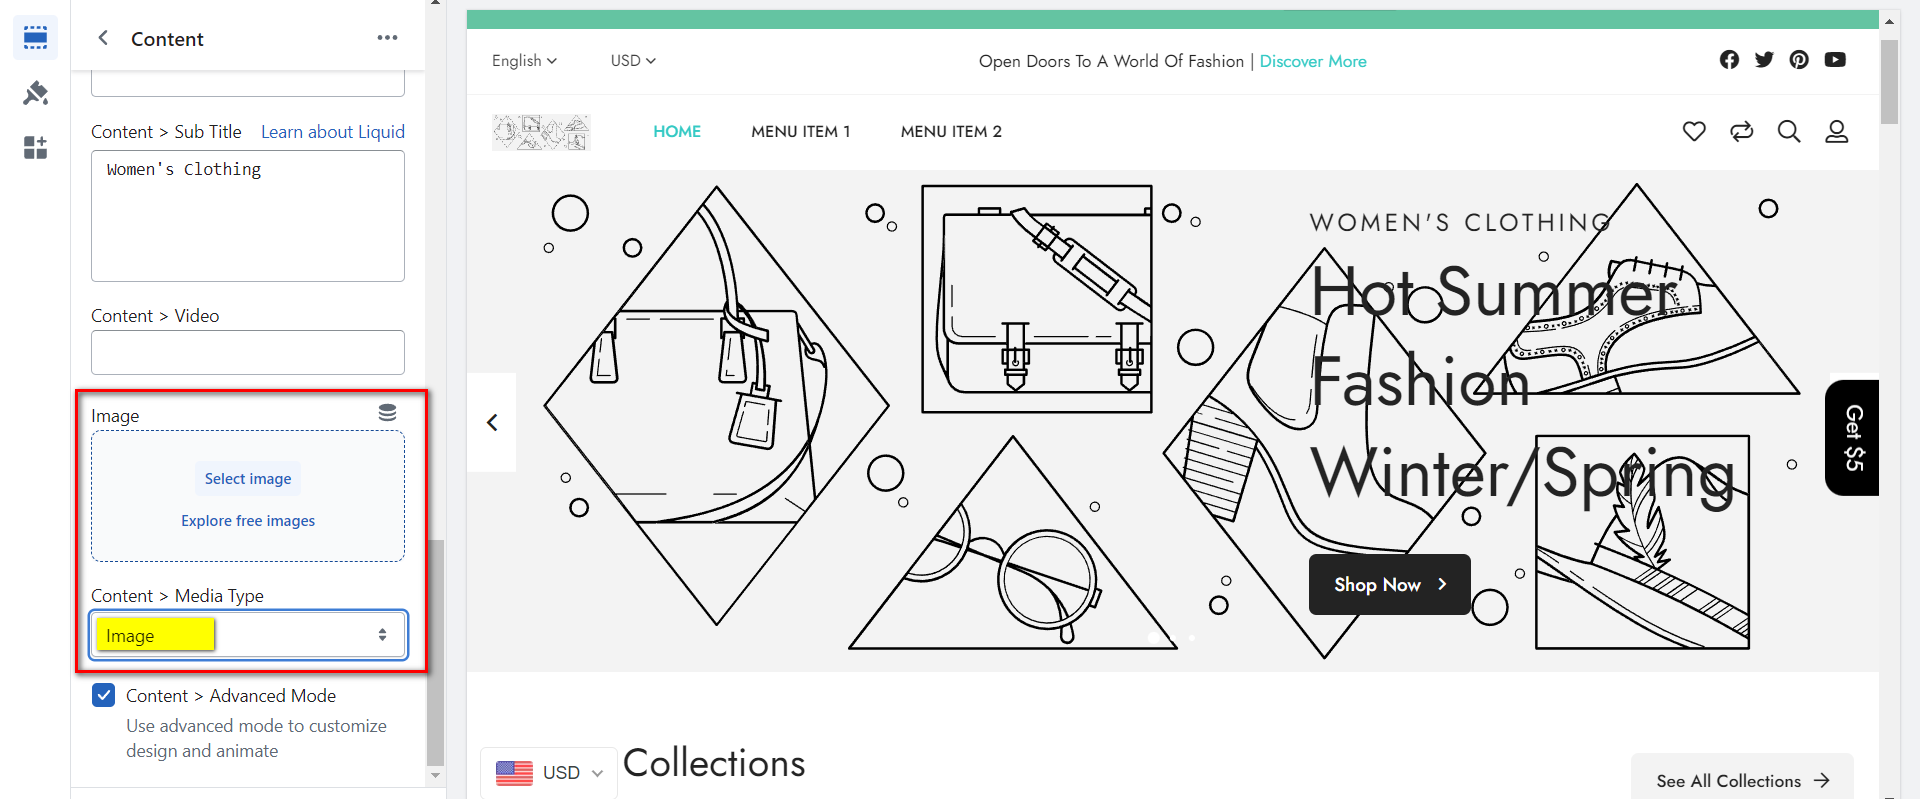 Content
Content > Sub Title Learn about Liquid
Women's Clothing
Content > Video
Image
Select image
Explore free images
Content > Media Type
Image
Content > Advanced Mode
Use advanced mode to customize
design and animate
English USD Open Doors To A World Of Fashion | Discover More
HOME MENU ITEM 1 MENU ITEM 2
WOMEN'S CLOTHING
Hot Summer
Fashion
Winter/Spring
Shop Now
Get $5
USD
Collections
See All Collections